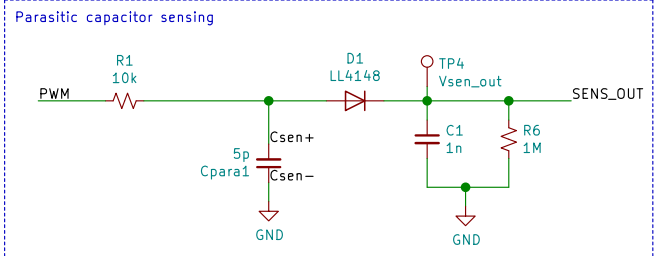 Parasitic capacitor sensing
R1
10k
D1
LL4148
TP4
Vsen_out
PWM
SENS_OUT
Csen+
5p
Cpara1
Csen-
C1
1n
R6
1M
GND
GND